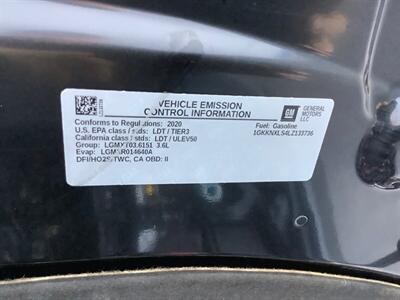 VEHICLE EMISSION
CONTROL INFORMATION
Conforms to Regulations: 2020
U.S. EPA class / stds: LDT / TIER3
California class / stds: LDT / ULEV50
Group: LGMXT03.6151 3.6L
Evap: LGMXR014640A
DFI/HO2S/TWC, CA OBD: II
Fuel: Gasoline
1GKKNXLS4LZ133736
GM
GENERAL
MOTORS
LLC